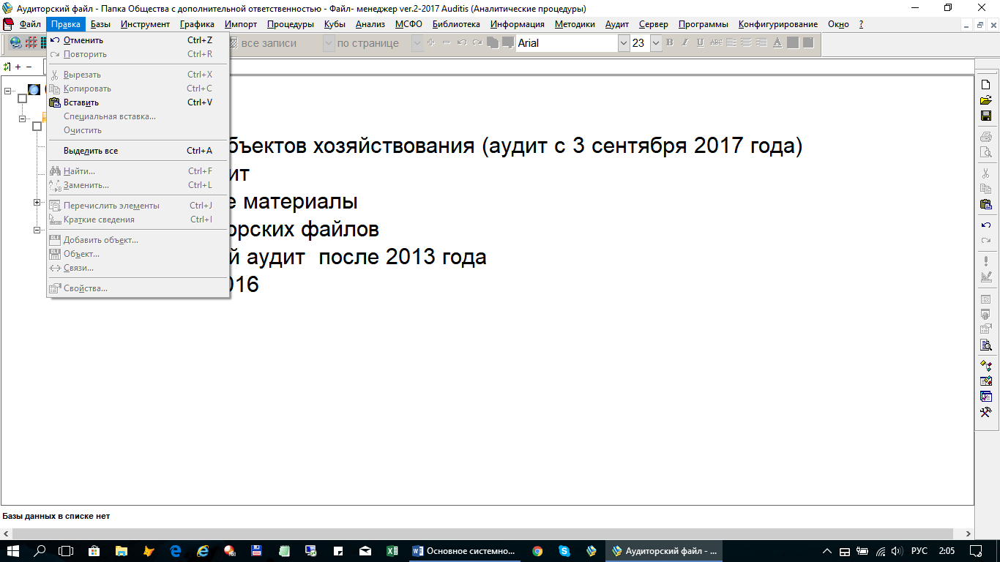 Аудиторский файл - Папка Общества с дополнительной ответственностью - Файл- менеджер ver.2-2017 Auditis (Аналитические процедуры)
Файл Правка Базы Инструмент Графика Импорт Процедуры Кубы Анализ МСФО Библиотека Информация Методики Аудит Сервер Программы Конфигурирование Окно ?
все записи по странице Arial 23 B I U ABC A
Отменить Ctrl+Z
Повторить Ctrl+R
Вырезать Ctrl+X
Копировать Ctrl+C
Вставить Ctrl+V
Специальная вставка...
Очистить
Выделить все Ctrl+A
Найти... Ctrl+F
Заменить... Ctrl+L
Перечислить элементы Ctrl+J
Краткие сведения Ctrl+I
Добавить объект...
Объект...
Связи...
Свойства...
бъектов хозяйствования (аудит с 3 сентября 2017 года)
ит
е материалы
орских файлов
й аудит после 2013 года
016
Базы данных в списке нет
Основное системно...
Аудиторский файл - ...
РУС
2:05